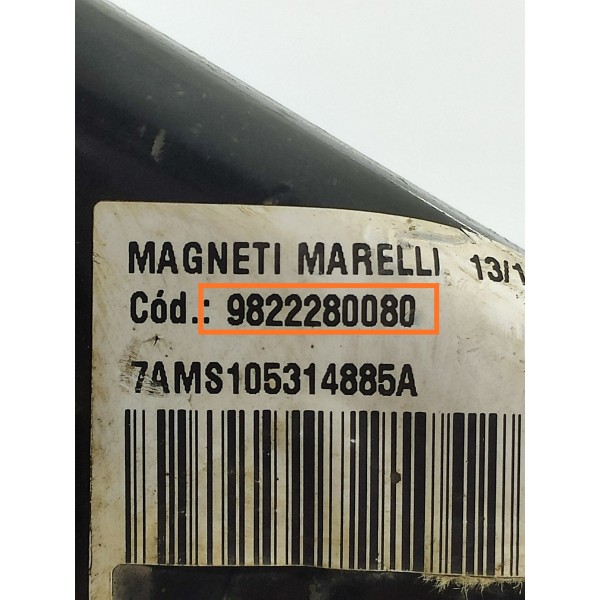 MAGNETI MARELLI 13/1
Cód.: 9822280080
7AMS105314885A